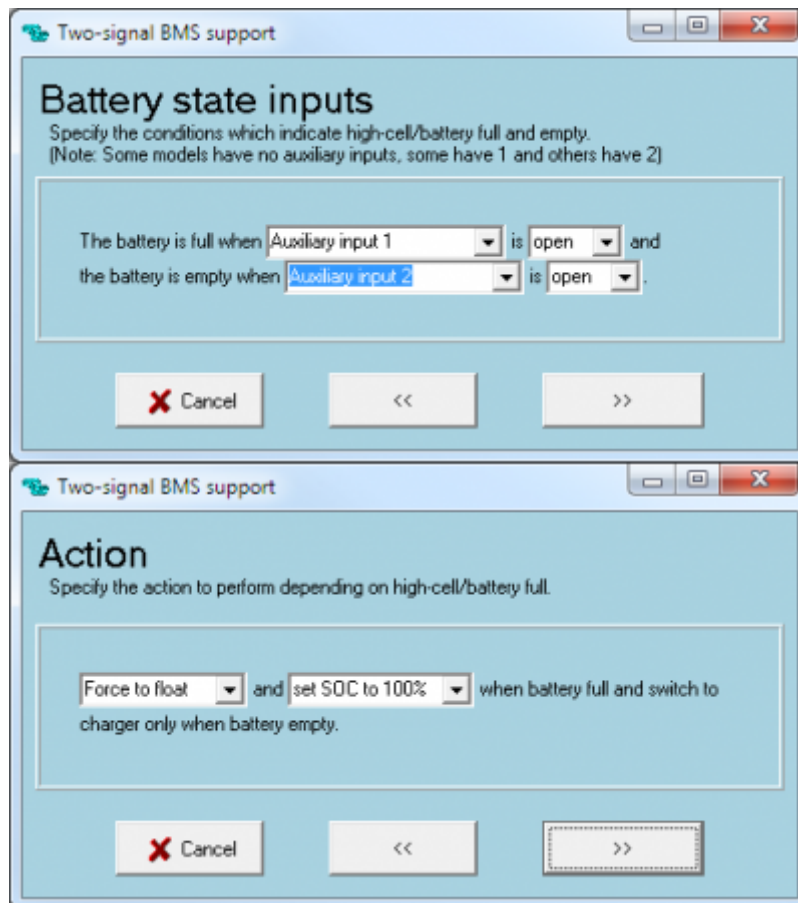 Two-signal BMS support
Battery state inputs
Specify the conditions which indicate high-cell/battery full and empty.
(Note: Some models have no auxiliary inputs, some have 1 and others have 2)
The battery is full when Auxiliary input 1 is open and
the battery is empty when Auxiliary input 2 is open .
Cancel << >>
Two-signal BMS support
Action
Specify the action to perform depending on high-cell/battery full.
Force to float and set SOC to 100% when battery full and switch to
charger only when battery empty.
Cancel << >>